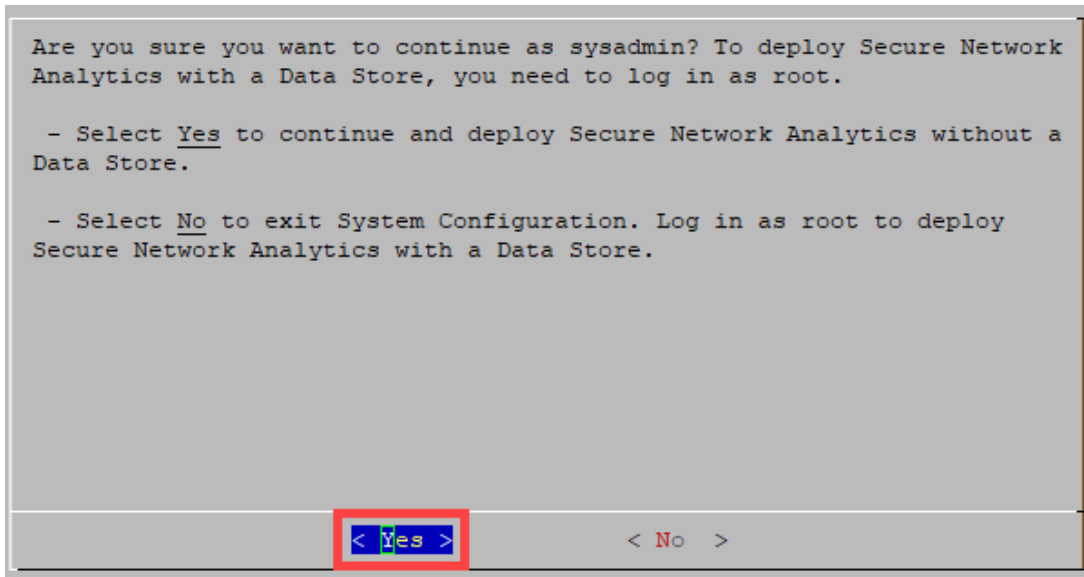 Are you sure you want to continue as sysadmin? To deploy Secure Network
Analytics with a Data Store, you need to log in as root.
- Select Yes to continue and deploy Secure Network Analytics without a
Data Store.
- Select No to exit System Configuration. Log in as root to deploy
Secure Network Analytics with a Data Store.
< Yes > < No >